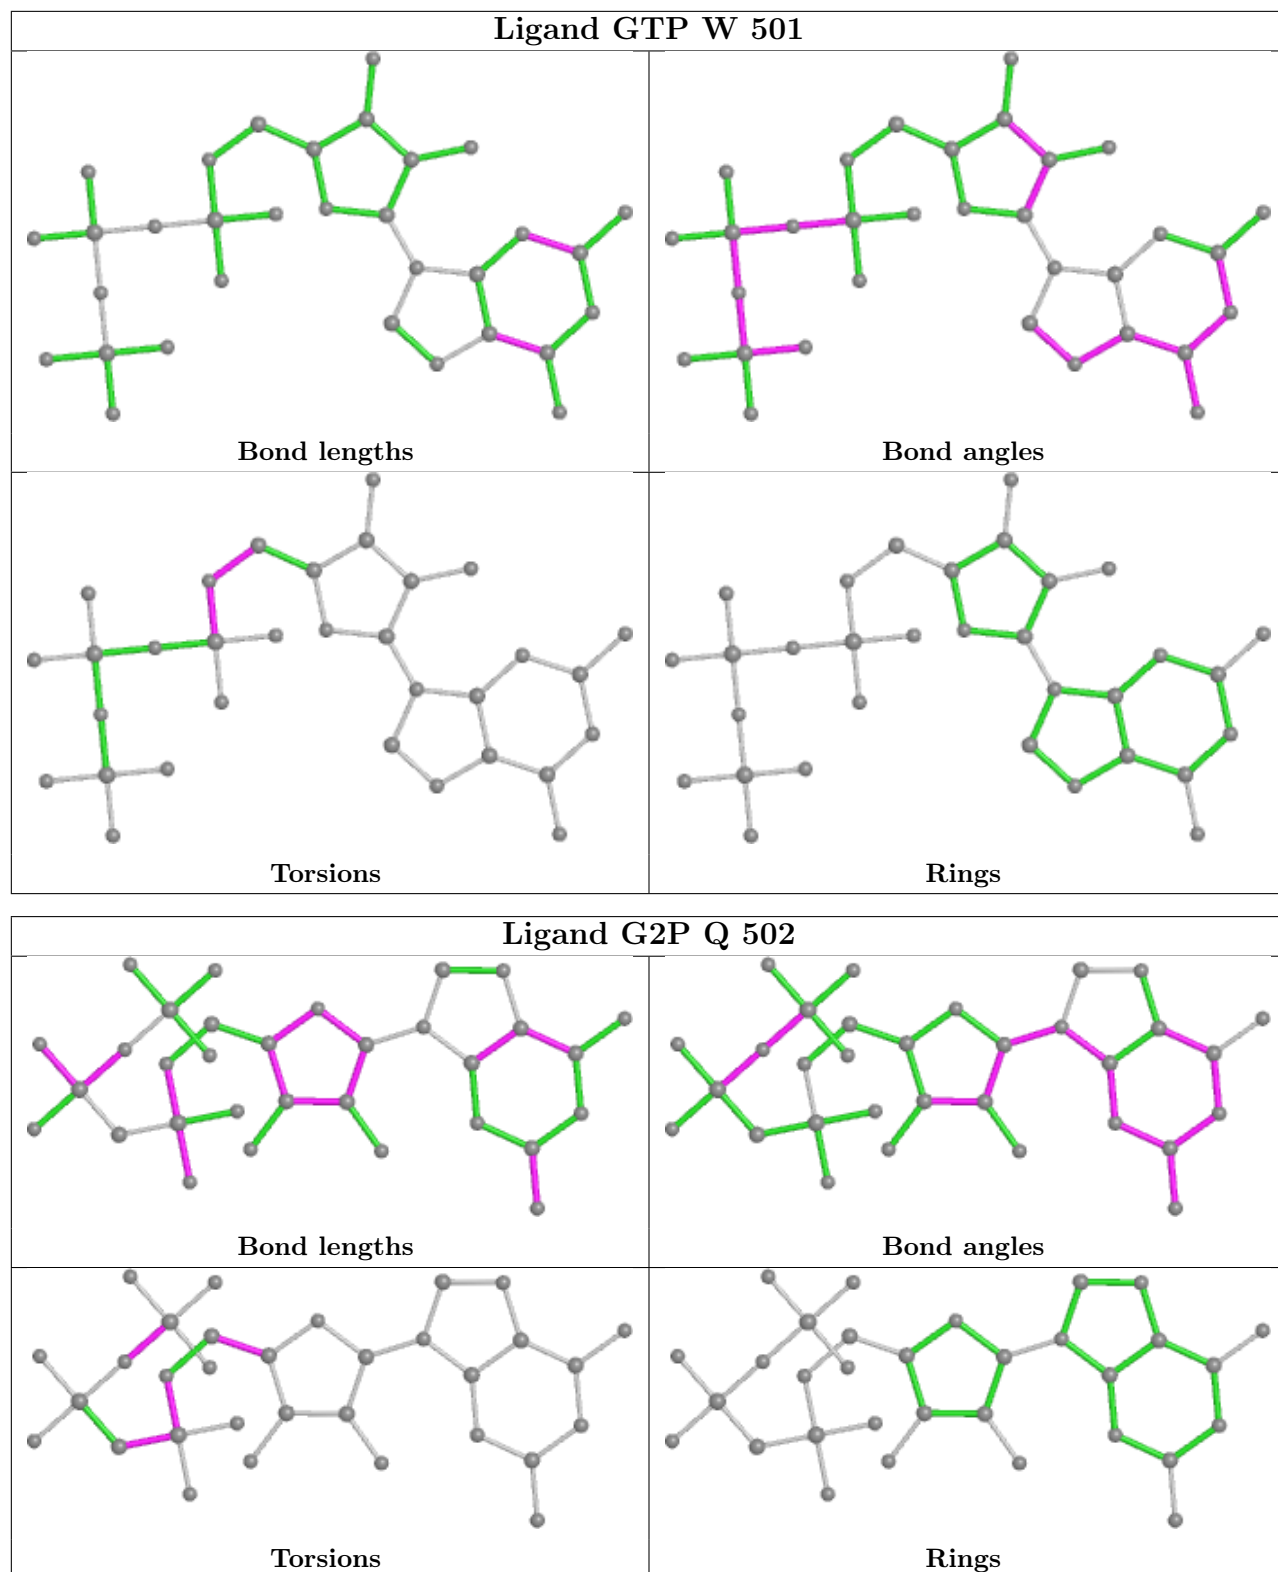 Ligand GTP W 501
Bond lengths
Bond angles
Torsions
Rings
Ligand G2P Q 502
Bond lengths
Bond angles
Torsions
Rings